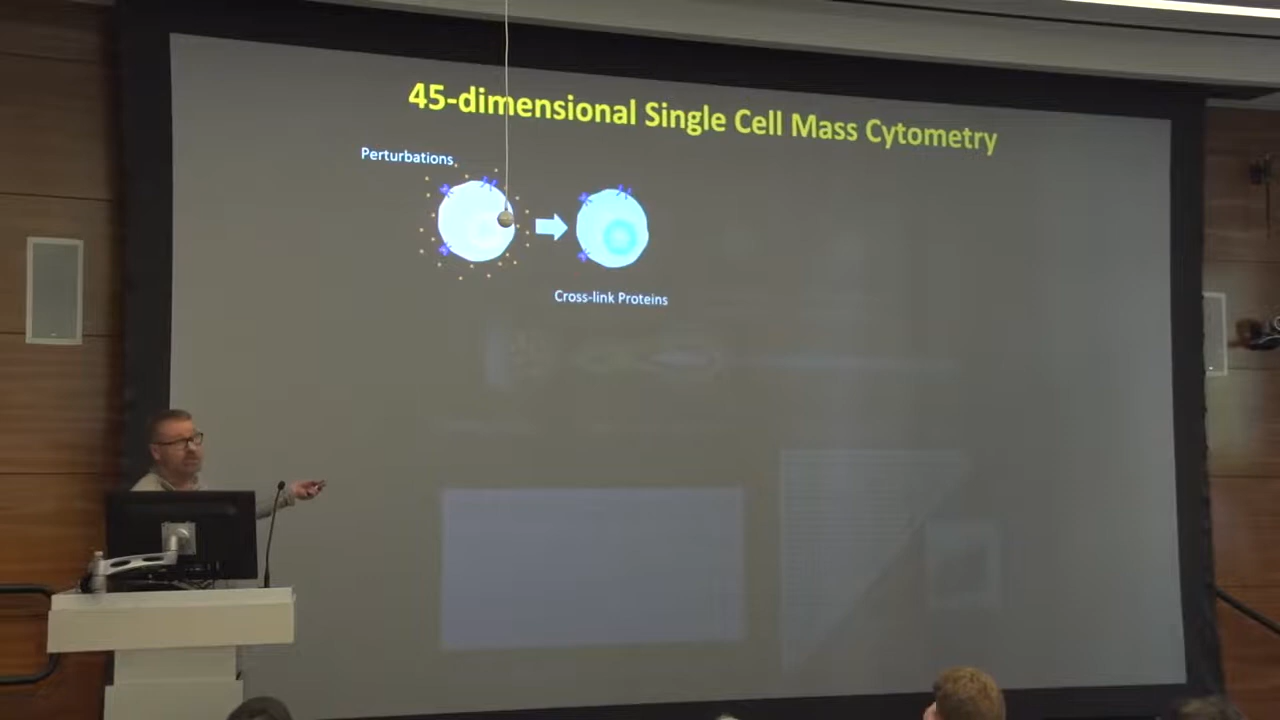 45-dimensional Single Cell Mass Cytometry
Perturbations
Cross-link Proteins